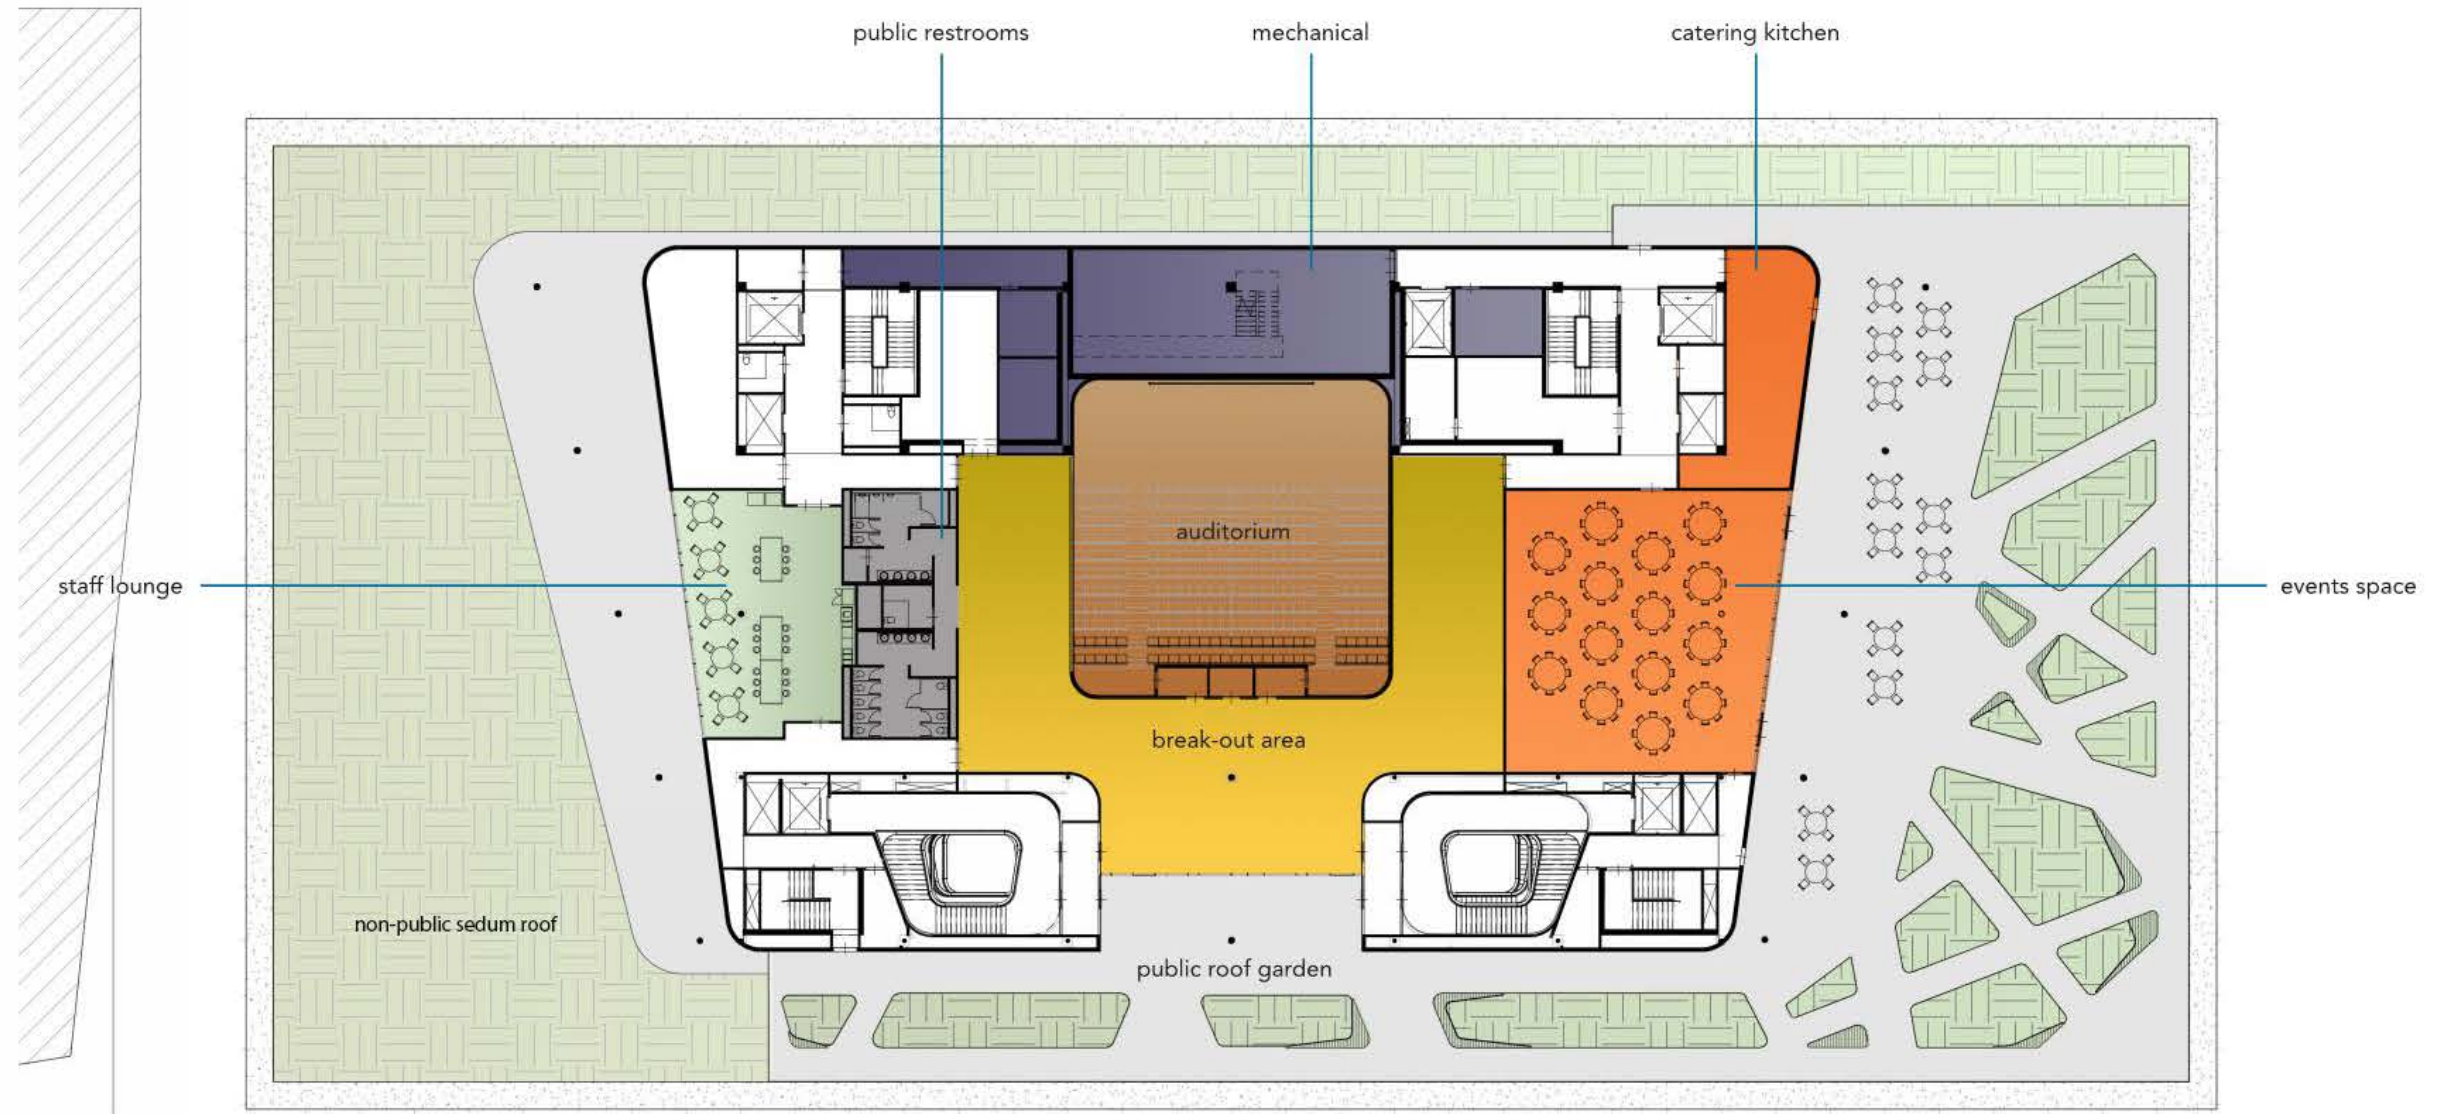 public restrooms
mechanical
catering kitchen
auditorium
staff lounge
events space
break-out area
non-public sedum roof
public roof garden